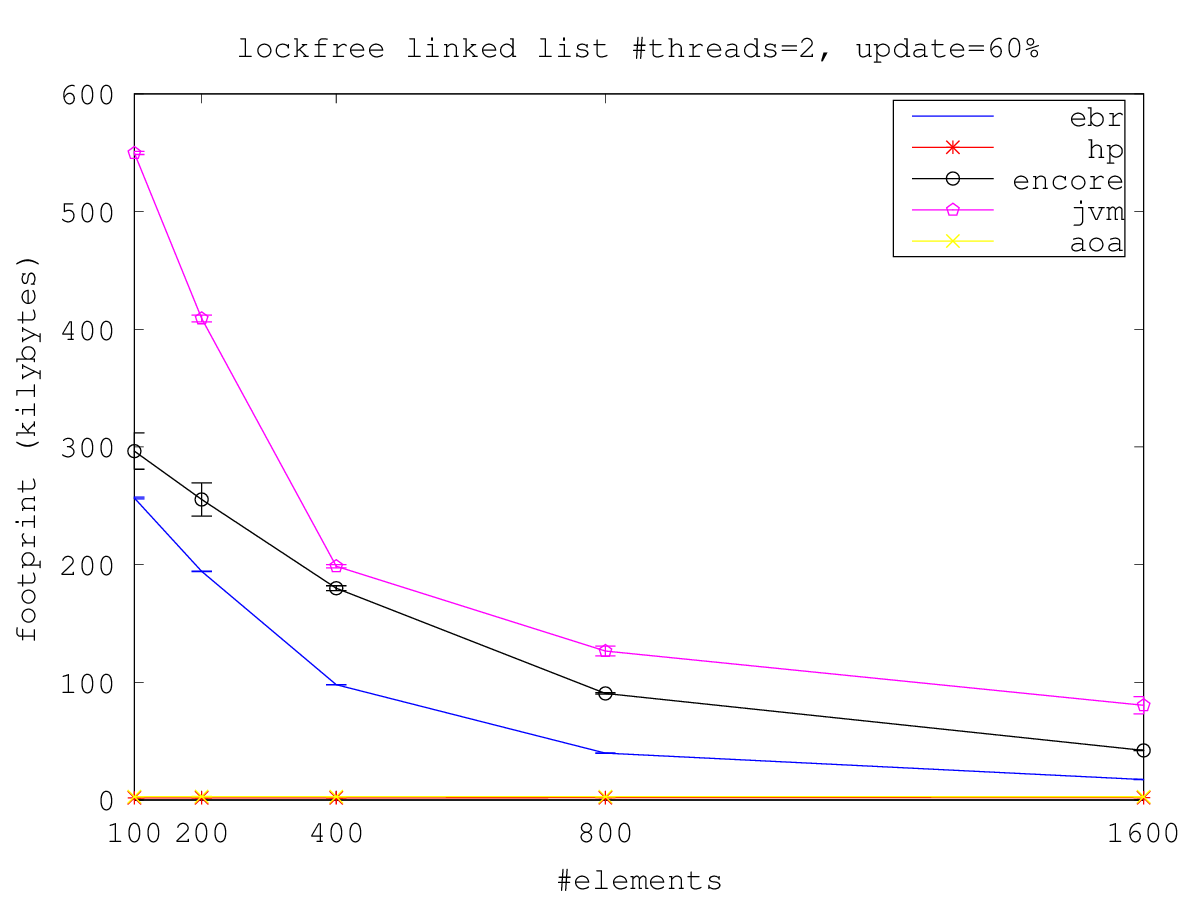 lockfree linked list #threads=2, update=60%
600
500
400
300
200
100
0
footprint (kilybytes)
ebr
hp
encore
jvm
aoa
100 200 400 800 1600
#elements